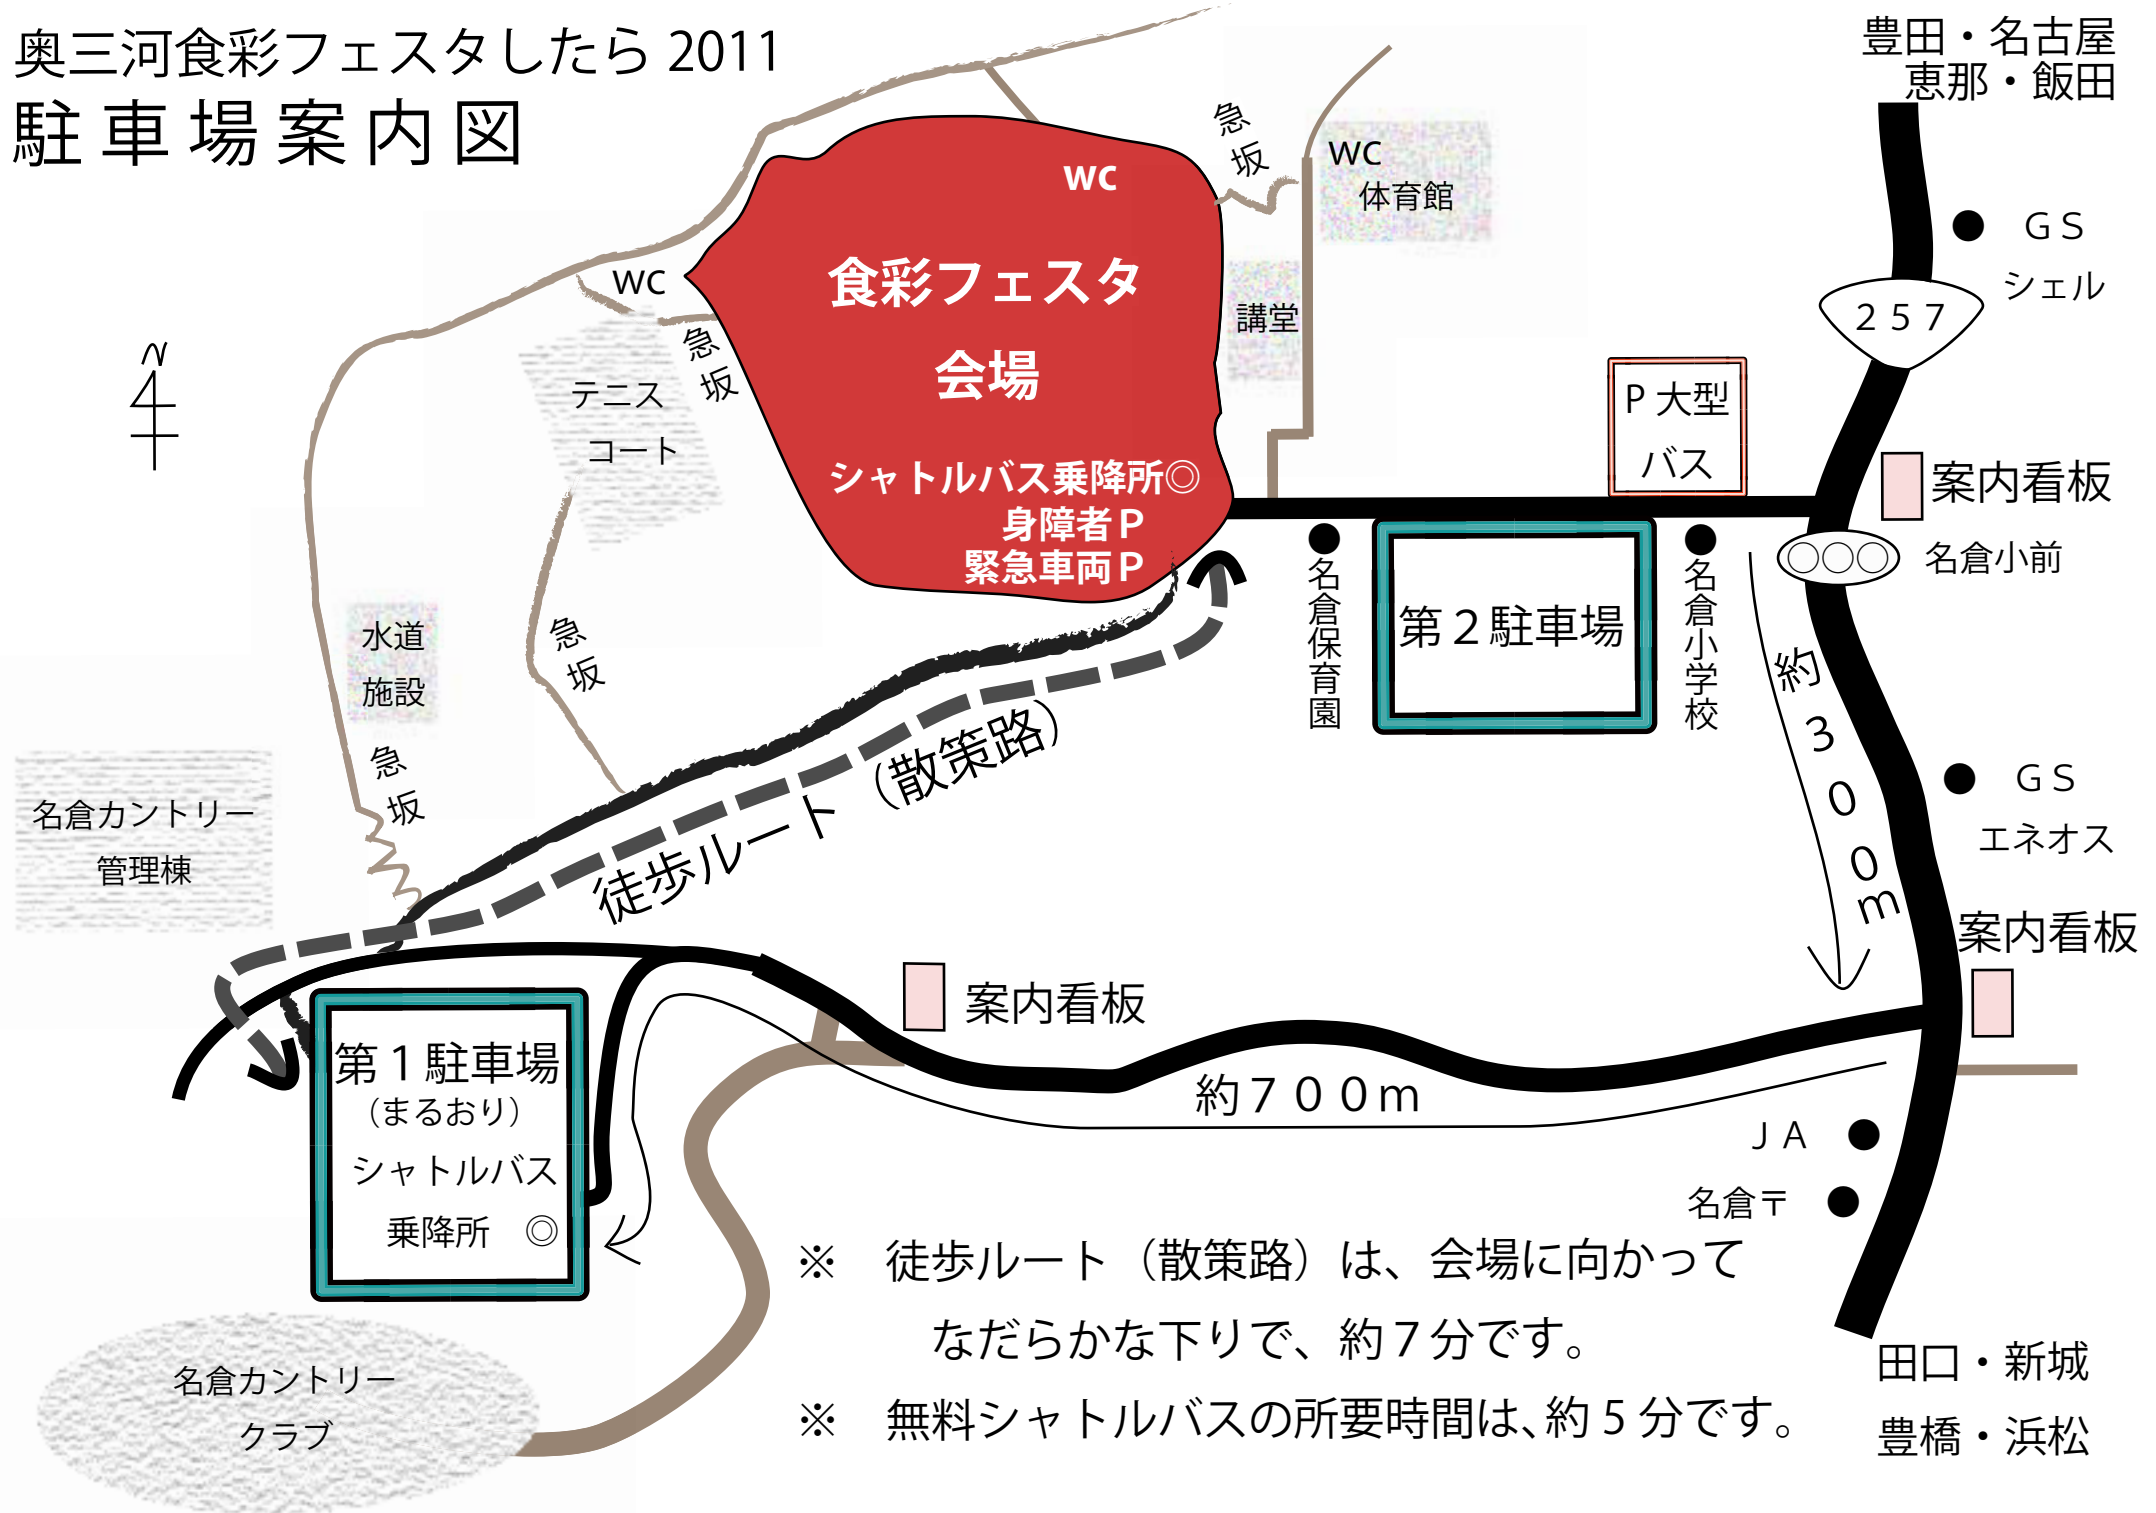 奥三河食彩フェスタしたら 2011
駐車場案内図
豊田・名古屋
恵那・飯田
急坂
WC
体育館
WC
GS
シェル
257
食彩フェスタ
会場
WC
講堂
N
急坂
テニス
コート
P 大型
バス
案内看板
シャトルバス乗降所◎
身障者P
緊急車両P
名倉保育園
第2駐車場
名倉小学校
○○○
名倉小前
約300m
水道
施設
急坂
急坂
徒歩ルート（散策路）
GS
エネオス
名倉カントリー
管理棟
案内看板
案内看板
第1駐車場
（まるおり）
シャトルバス
乗降所 ◎
約700m
JA
名倉〒
※ 徒歩ルート（散策路）は、会場に向かって
なだらかな下りで、約7分です。
※ 無料シャトルバスの所要時間は、約5分です。
田口・新城
豊橋・浜松
名倉カントリー
クラブ